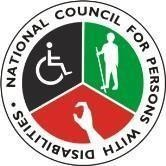 NATIONAL COUNCIL FOR PERSONS WITH DISABILITIES •